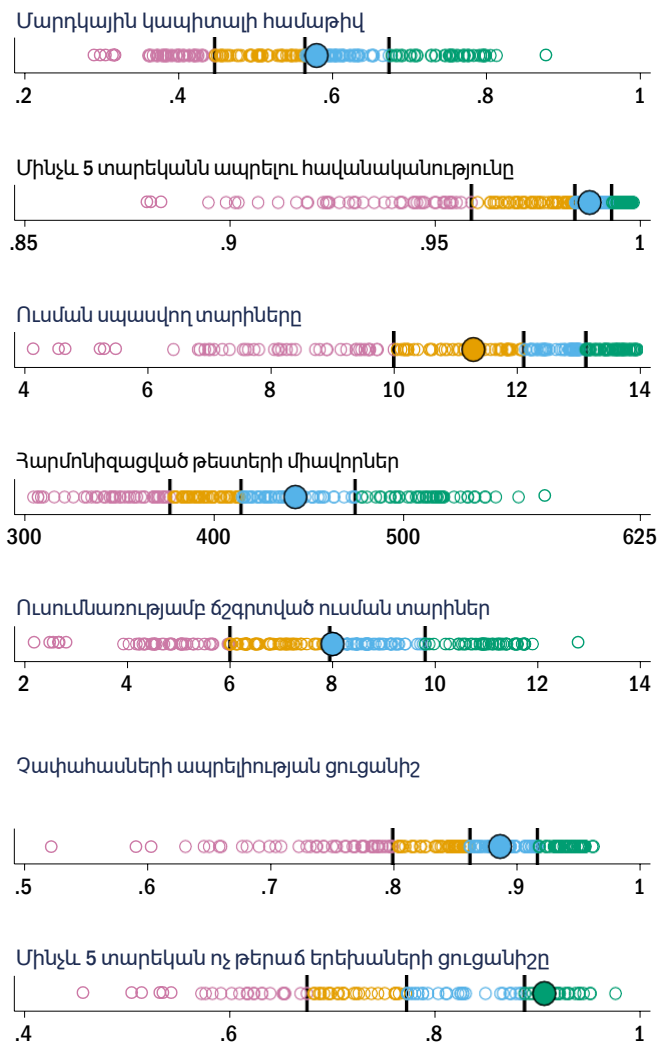 Մարդկային կապիտալի համաթիվ
.2 .4 .6 .8 1
Մինչև 5 տարեկանն ապրելու հավանականությունը
.85 .9 .95 1
Ուսման սպասվող տարիները
4 6 8 10 12 14
Հարմոնիզացված թեստերի միավորներ
300 400 500 625
Ուսումնառությամբ ճշգրտված ուսման տարիներ
2 4 6 8 10 12 14
Չափահասների ապրելիության ցուցանիշ
.5 .6 .7 .8 .9 1
Մինչև 5 տարեկան ոչ թերաճ երեխաների ցուցանիշը
.4 .6 .8 1